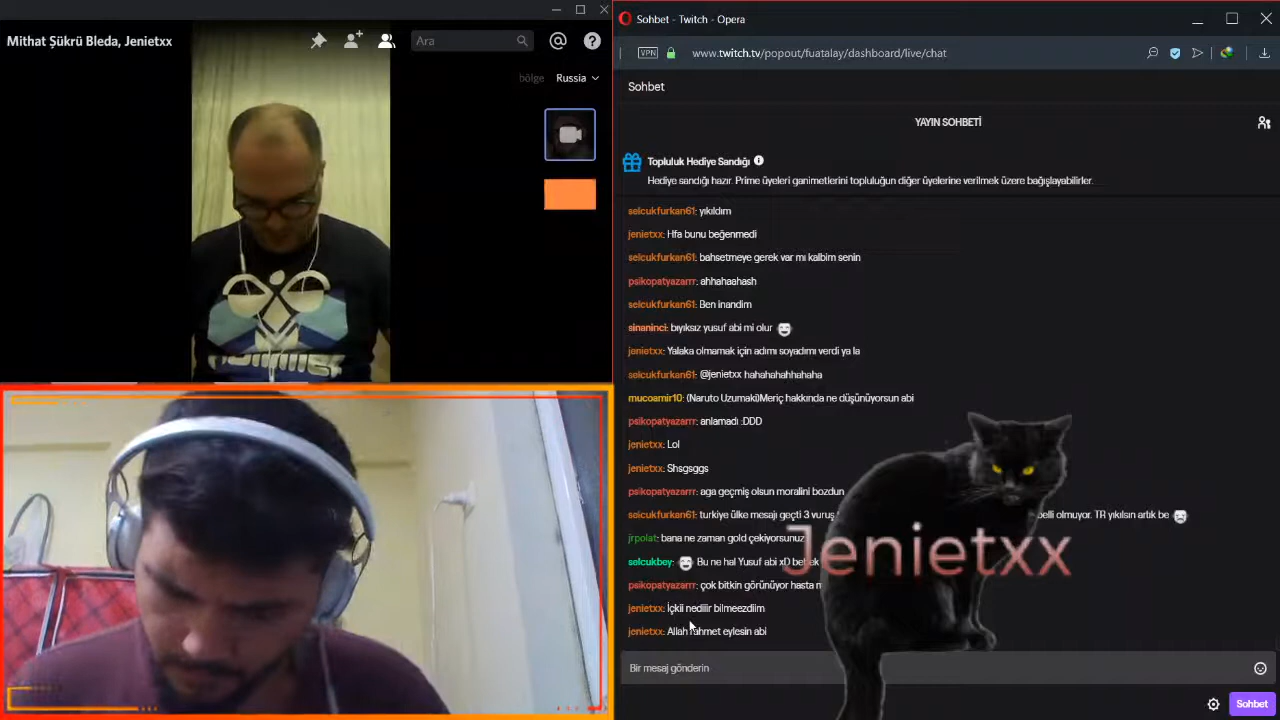 Mithat Şükrü Bleda, Jenietxx
Ara
bölge Russia
HUMMEL
Sohbet - Twitch - Opera
VPN
www.twitch.tv/popout/fuatalay/dashboard/live/chat
Sohbet
YAYIN SOHBETİ
Topluluk Hediye Sandığı
Hediye sandığı hazır. Prime üyeleri ganimetlerini topluluğun diğer üyelerine verilmek üzere bağışlayabilirler.
selcukfurkan61: yıkıldım
jenietxx: Hfa bunu beğenmedi
selcukfurkan61: bahsetmeye gerek var mı kalbim senin
psikopatyazarrr: ahhahaahash
selcukfurkan61: Ben inandim
sinaninci: bıyıksız yusuf abi mi olur
jenietxx: Yalaka olmamak için adımı soyadımı verdi ya la
selcukfurkan61: @jenietxx hahahahahhahaha
mucoamir10: (Naruto Uzumaki)Meriç hakkında ne düşünüyorsun abi
psikopatyazarrr: anlamadı :DDD
jenietxx: Lol
jenietxx: Shsgsggs
psikopatyazarrr: aga geçmiş olsun moralini bozdun
selcukfurkan61: turkiye ülke mesajı geçti 3 vuruş belli olmuyor. TR yıkılsın artık be
jrpolat: bana ne zaman gold çekiyorsunuz
selcukbey: Bu ne hal Yusuf abi xD
psikopatyazarrr: çok bitkin görünüyor hasta
jenietxx: İçkii nediiir bilmeezdiim
jenietxx: Allah rahmet eylesin abi
Jenietxx
Bir mesaj gönderin
Sohbet